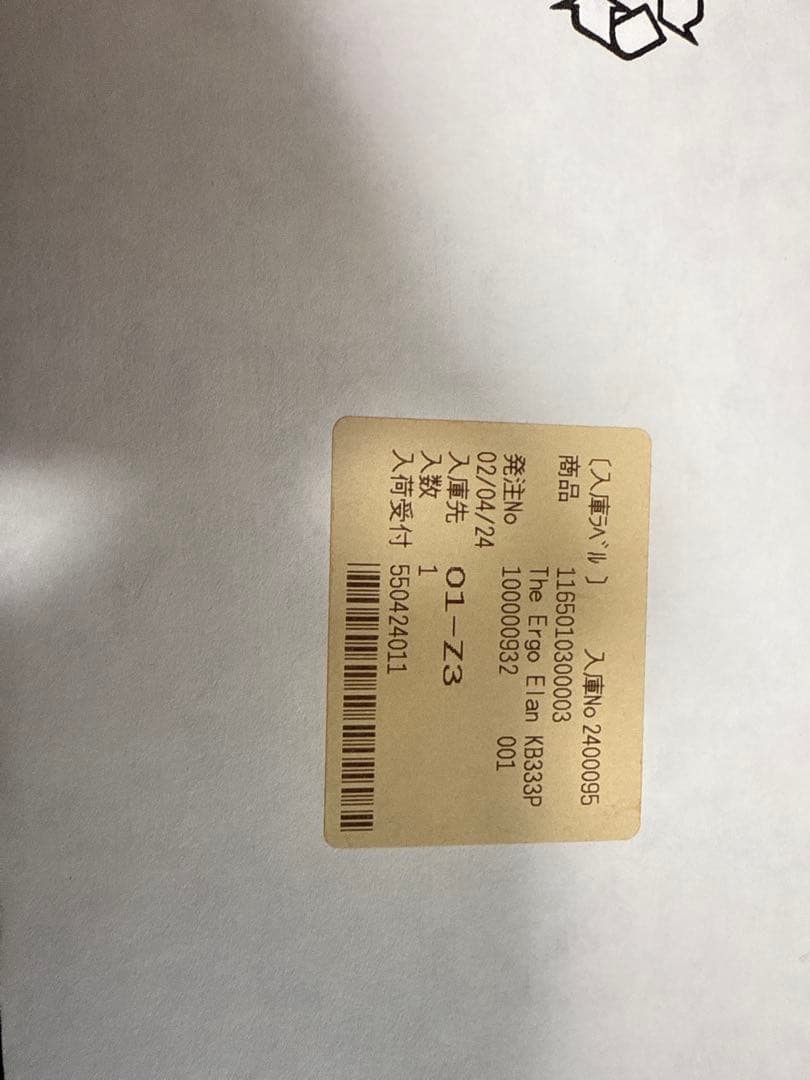 〔入庫ﾗﾍﾞﾙ〕 入庫No 2400095
商品 1165010300003
The Ergo Elan KB333P
発注No 100000932 001
02/04/24
入庫先 01-Z3
入数 1
入荷受付 550424011